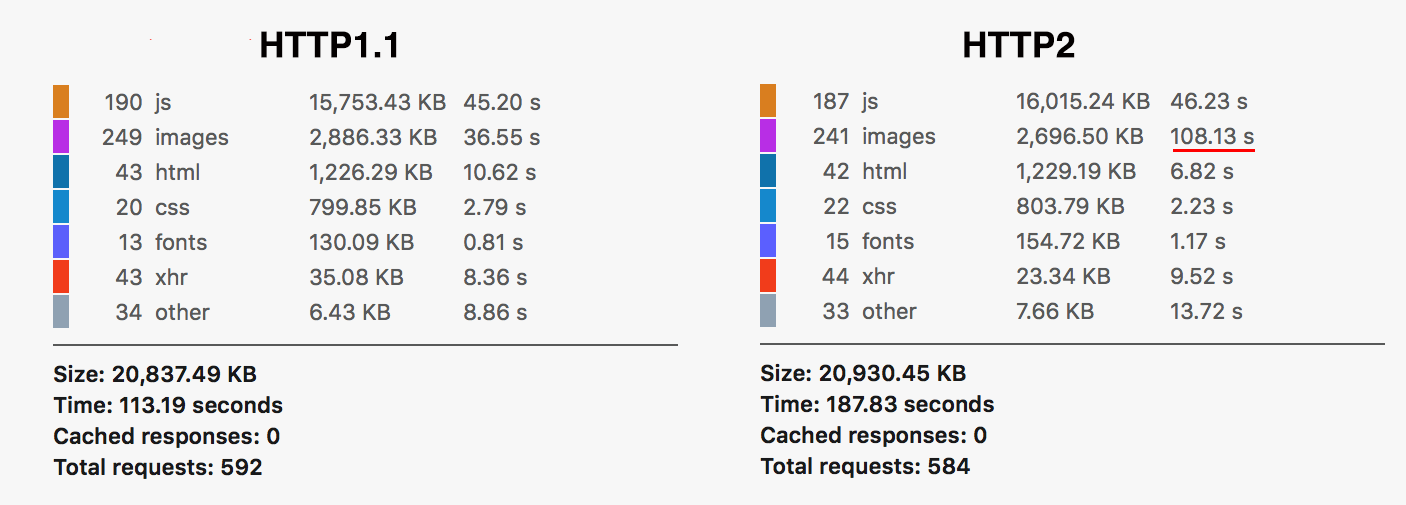 HTTP1.1
190 js 15,753.43 KB 45.20 s
249 images 2,886.33 KB 36.55 s
43 html 1,226.29 KB 10.62 s
20 css 799.85 KB 2.79 s
13 fonts 130.09 KB 0.81 s
43 xhr 35.08 KB 8.36 s
34 other 6.43 KB 8.86 s
Size: 20,837.49 KB
Time: 113.19 seconds
Cached responses: 0
Total requests: 592
HTTP2
187 js 16,015.24 KB 46.23 s
241 images 2,696.50 KB 108.13 s
42 html 1,229.19 KB 6.82 s
22 css 803.79 KB 2.23 s
15 fonts 154.72 KB 1.17 s
44 xhr 23.34 KB 9.52 s
33 other 7.66 KB 13.72 s
Size: 20,930.45 KB
Time: 187.83 seconds
Cached responses: 0
Total requests: 584